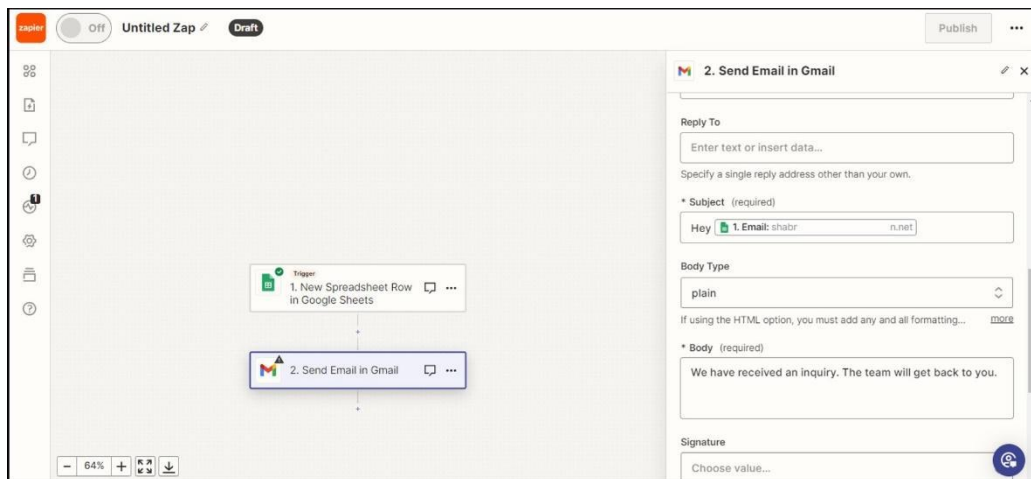 zapier
Off
Untitled Zap
Draft
Publish
2. Send Email in Gmail
Reply To
Enter text or insert data...
Specify a single reply address other than your own.
* Subject (required)
Hey 1. Email: shabr n.net
Body Type
plain
If using the HTML option, you must add any and all formatting... more
* Body (required)
We have received an inquiry. The team will get back to you.
Signature
Choose value...
1
Trigger
1. New Spreadsheet Row
in Google Sheets
2. Send Email in Gmail
64%